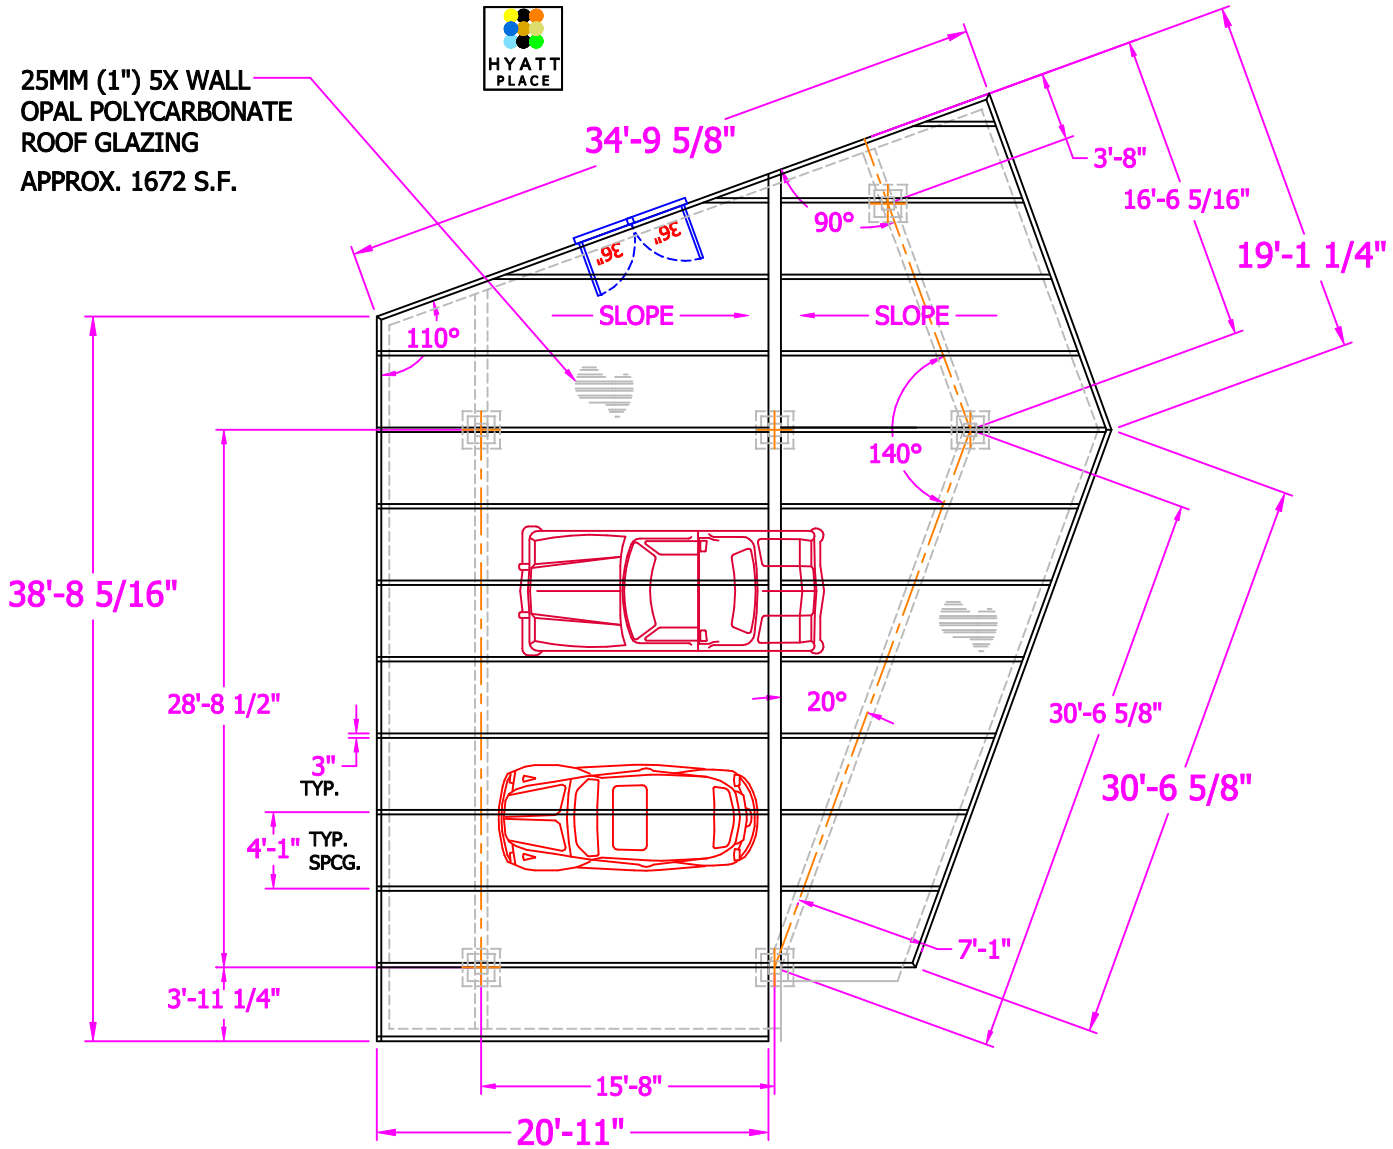 HYATT
PLACE
25MM (1") 5X WALL
OPAL POLYCARBONATE
ROOF GLAZING
APPROX. 1672 S.F.
34'-9 5/8"
3'-8"
16'-6 5/16"
19'-1 1/4"
90°
36"
36"
SLOPE
SLOPE
110°
140°
38'-8 5/16"
28'-8 1/2"
20°
30'-6 5/8"
30'-6 5/8"
3"
TYP.
4'-1"
TYP.
SPCG.
7'-1"
3'-11 1/4"
15'-8"
20'-11"